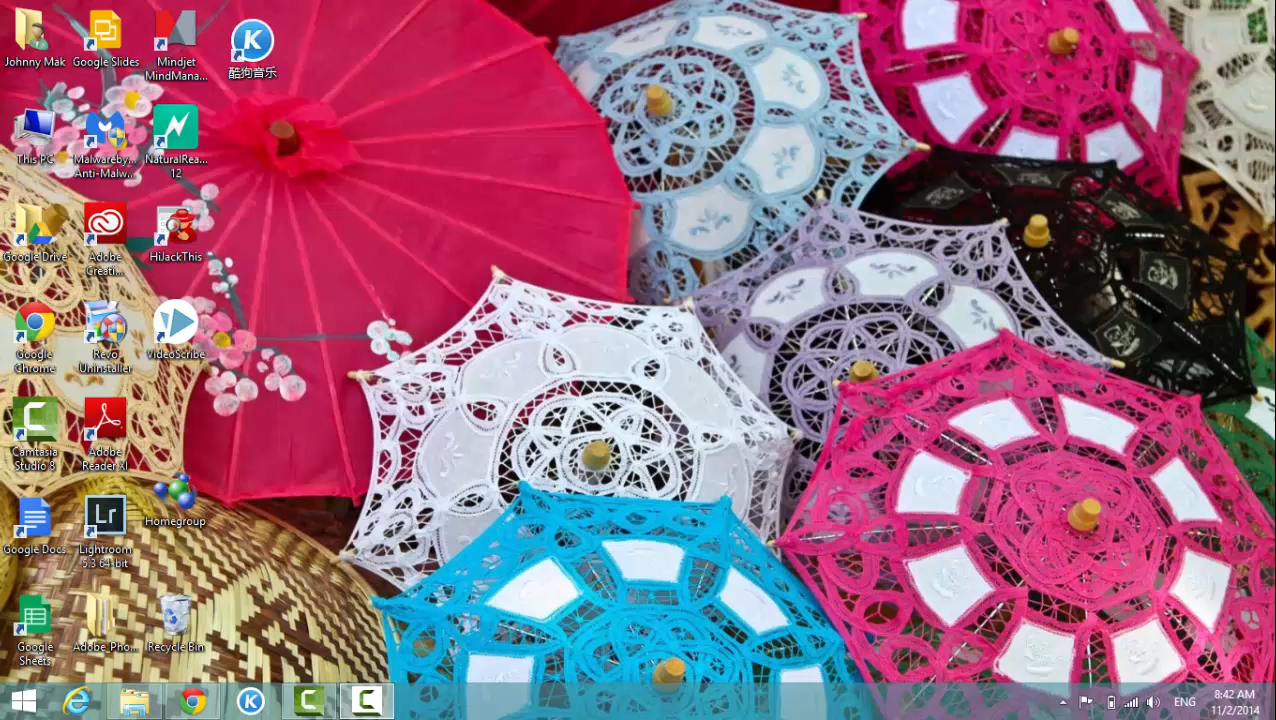 Johnny Mak
Google Slides
Mindjet
MindMana...
酷狗音乐
This PC
Malwareby...
Anti-Malw...
NaturalRea...
12
Google Drive
Adobe
Creati...
HiJackThis
Google
Chrome
Revo
Uninstaller
VideoScribe
Camtasia
Studio 8
Adobe
Reader XI
Google Docs
Lr
Lightroom
5.3 64-bit
Homegroup
Google
Sheets
Adobe_Pho...
Recycle Bin
ENG
8:42 AM
11/2/2014